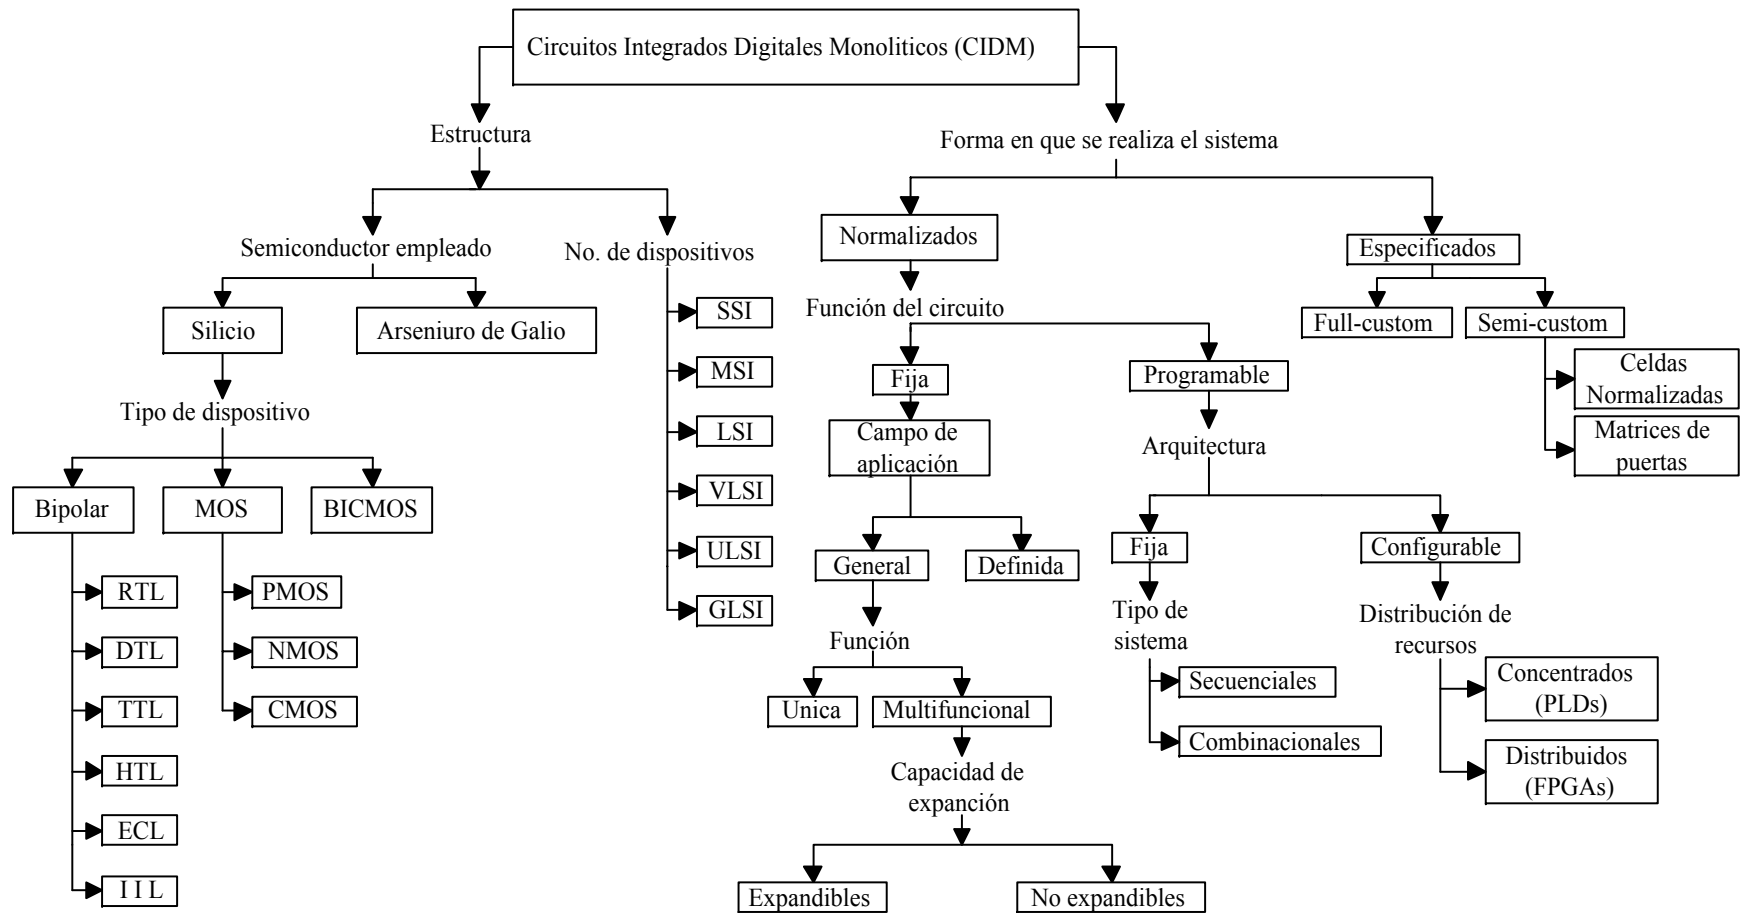 Circuitos Integrados Digitales Monoliticos (CIDM)
Estructura
Forma en que se realiza el sistema
Semiconductor empleado
No. de dispositivos
Normalizados
Especificados
Silicio
Arseniuro de Galio
SSI
Función del circuito
Full-custom
Semi-custom
MSI
Fija
Programable
Celdas
Normalizadas
Tipo de dispositivo
LSI
Campo de
aplicación
Arquitectura
Matrices de
puertas
Bipolar
MOS
BICMOS
VLSI
ULSI
General
Definida
Fija
Configurable
RTL
PMOS
GLSI
Tipo de
sistema
Distribución de
recursos
DTL
NMOS
Función
Secuenciales
Concentrados
(PLDs)
TTL
CMOS
Unica
Multifuncional
Combinacionales
HTL
Capacidad de
expanción
Distribuidos
(FPGAs)
ECL
I I L
Expandibles
No expandibles